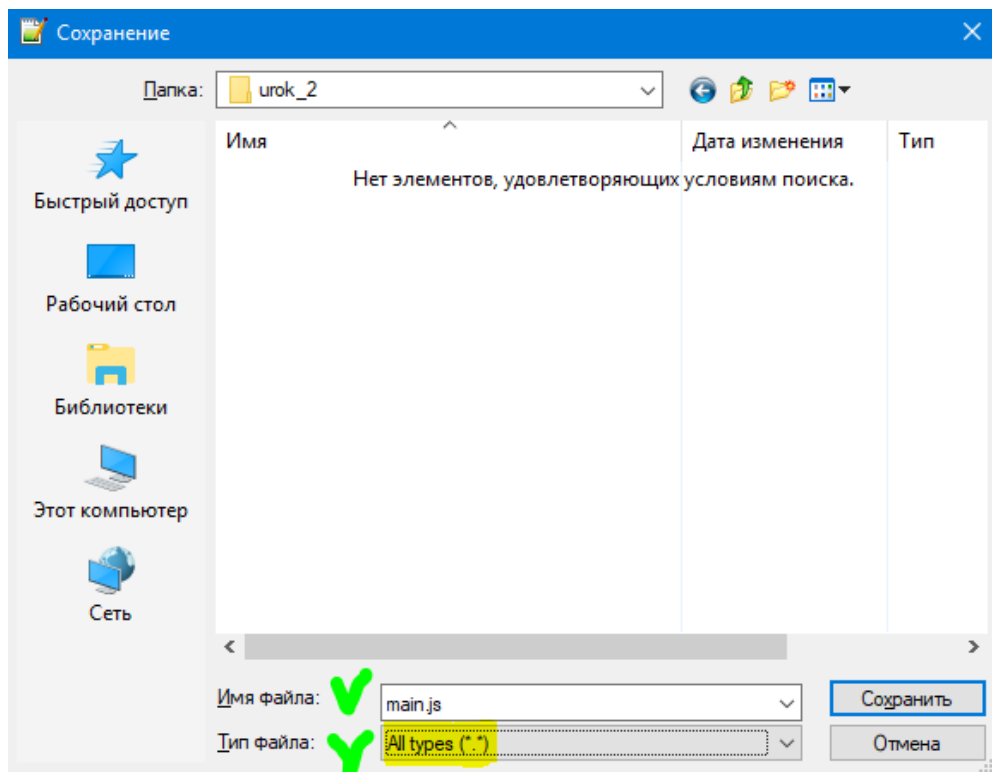 Сохранение
Папка: urok_2
Имя Дата изменения Тип
Нет элементов, удовлетворяющих условиям поиска.
Быстрый доступ
Рабочий стол
Библиотеки
Этот компьютер
Сеть
Имя файла: main.js Сохранить
Тип файла: All types (*.*) Отмена